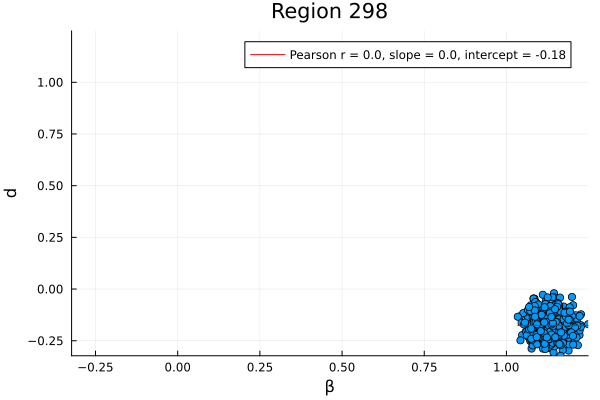 Region 298
Pearson r = 0.0, slope = 0.0, intercept = -0.18
1.00
0.75
0.50
0.25
0.00
−0.25
d
−0.25 0.00 0.25 0.50 0.75 1.00
β